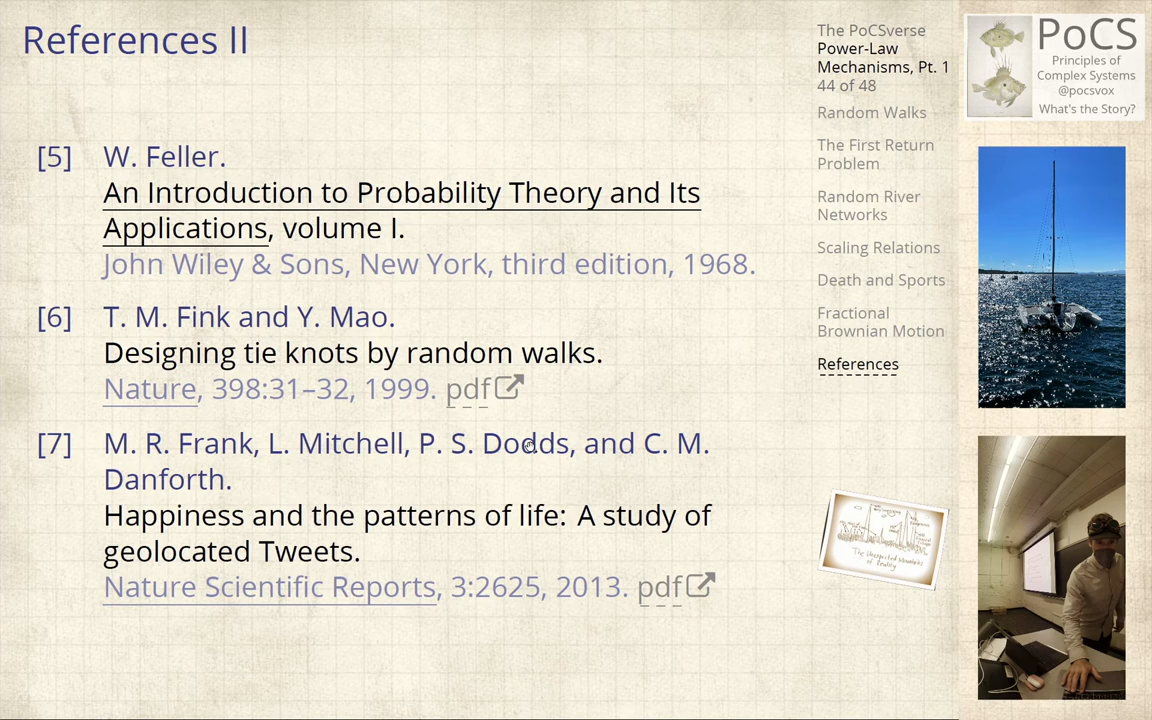 References II
[5] W. Feller.
An Introduction to Probability Theory and Its
Applications, volume I.
John Wiley & Sons, New York, third edition, 1968.
[6] T. M. Fink and Y. Mao.
Designing tie knots by random walks.
Nature, 398:31–32, 1999. pdf
[7] M. R. Frank, L. Mitchell, P. S. Dodds, and C. M.
Danforth.
Happiness and the patterns of life: A study of
geolocated Tweets.
Nature Scientific Reports, 3:2625, 2013. pdf
The PoCSverse
Power-Law
Mechanisms, Pt. 1
44 of 48
Random Walks
The First Return
Problem
Random River
Networks
Scaling Relations
Death and Sports
Fractional
Brownian Motion
References
The Unexpected Mountains
of Reality
PoCS
Principles of
Complex Systems
@pocsvox
What's the Story?